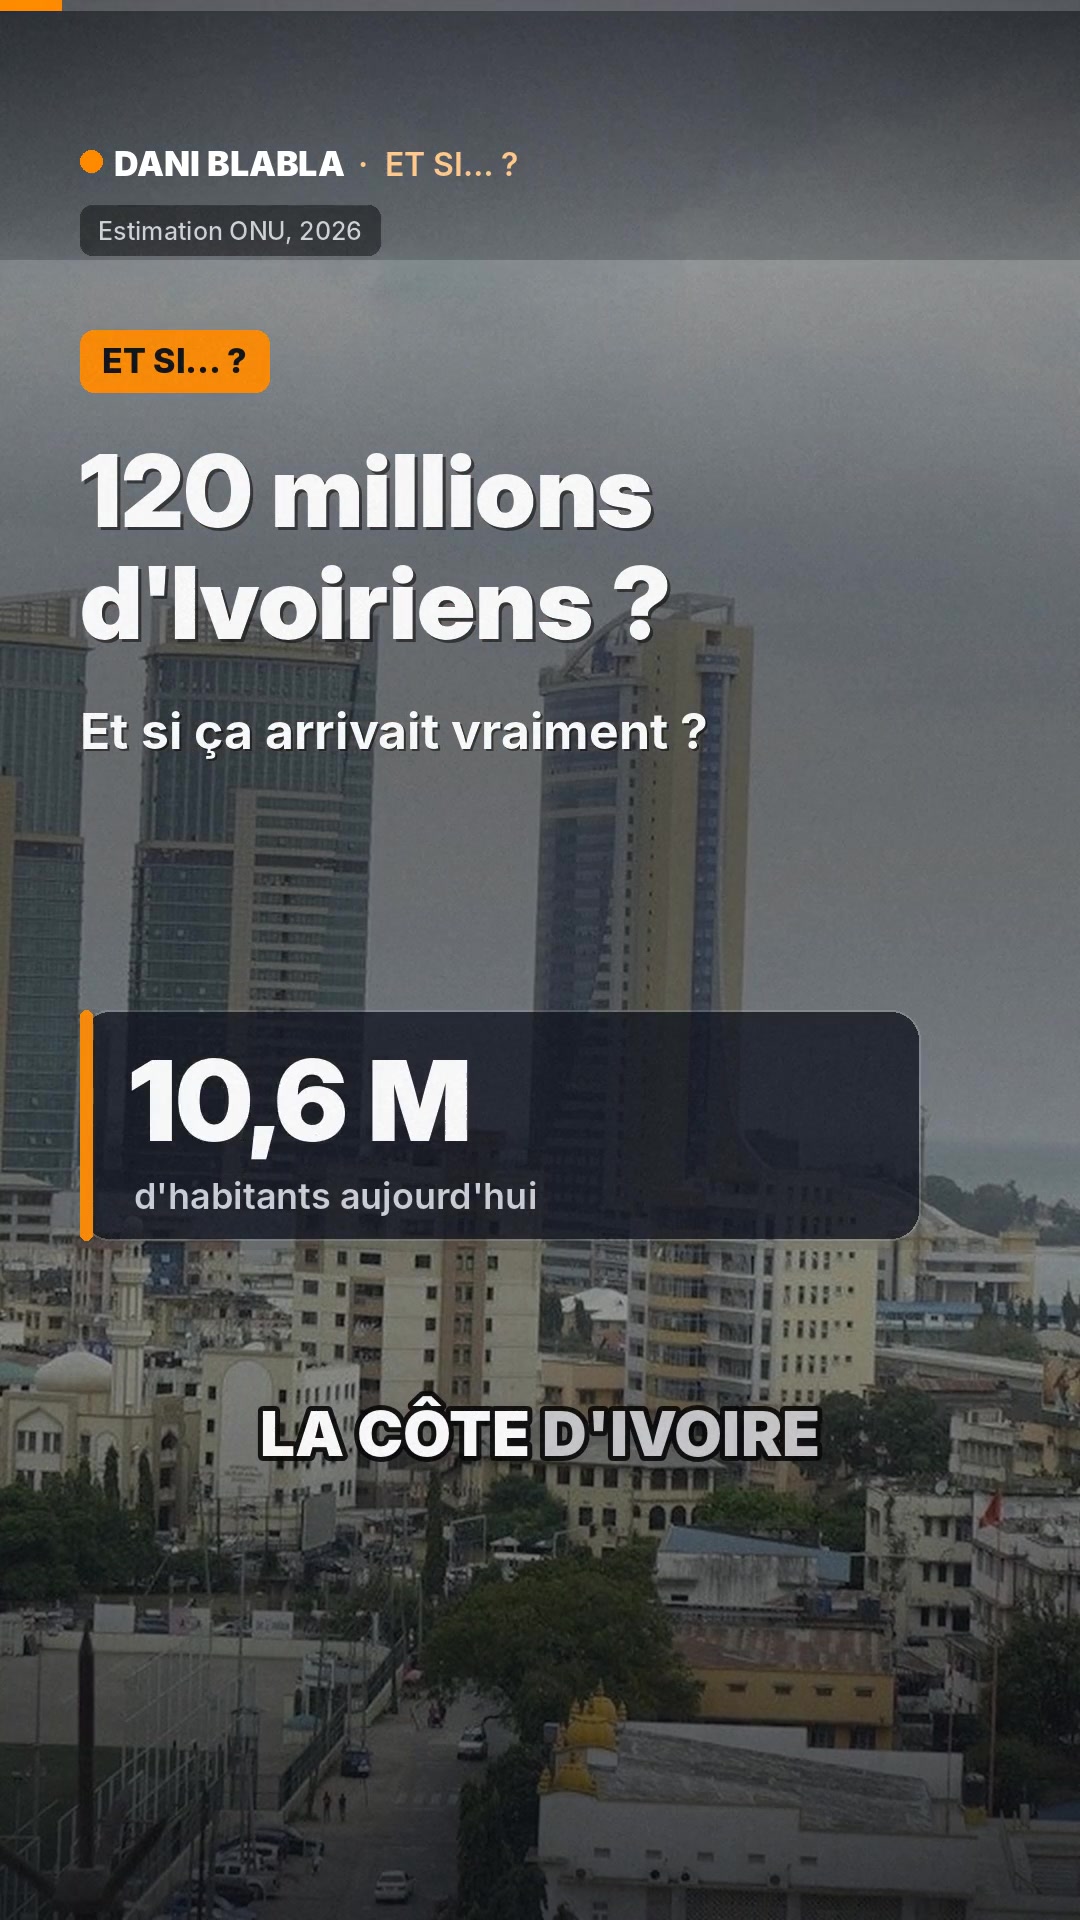 DANI BLABLA · ET SI... ?
Estimation ONU, 2026
ET SI... ?
120 millions
d'Ivoiriens ?
Et si ça arrivait vraiment ?
10,6 M
d'habitants aujourd'hui
LA CÔTE D'IVOIRE